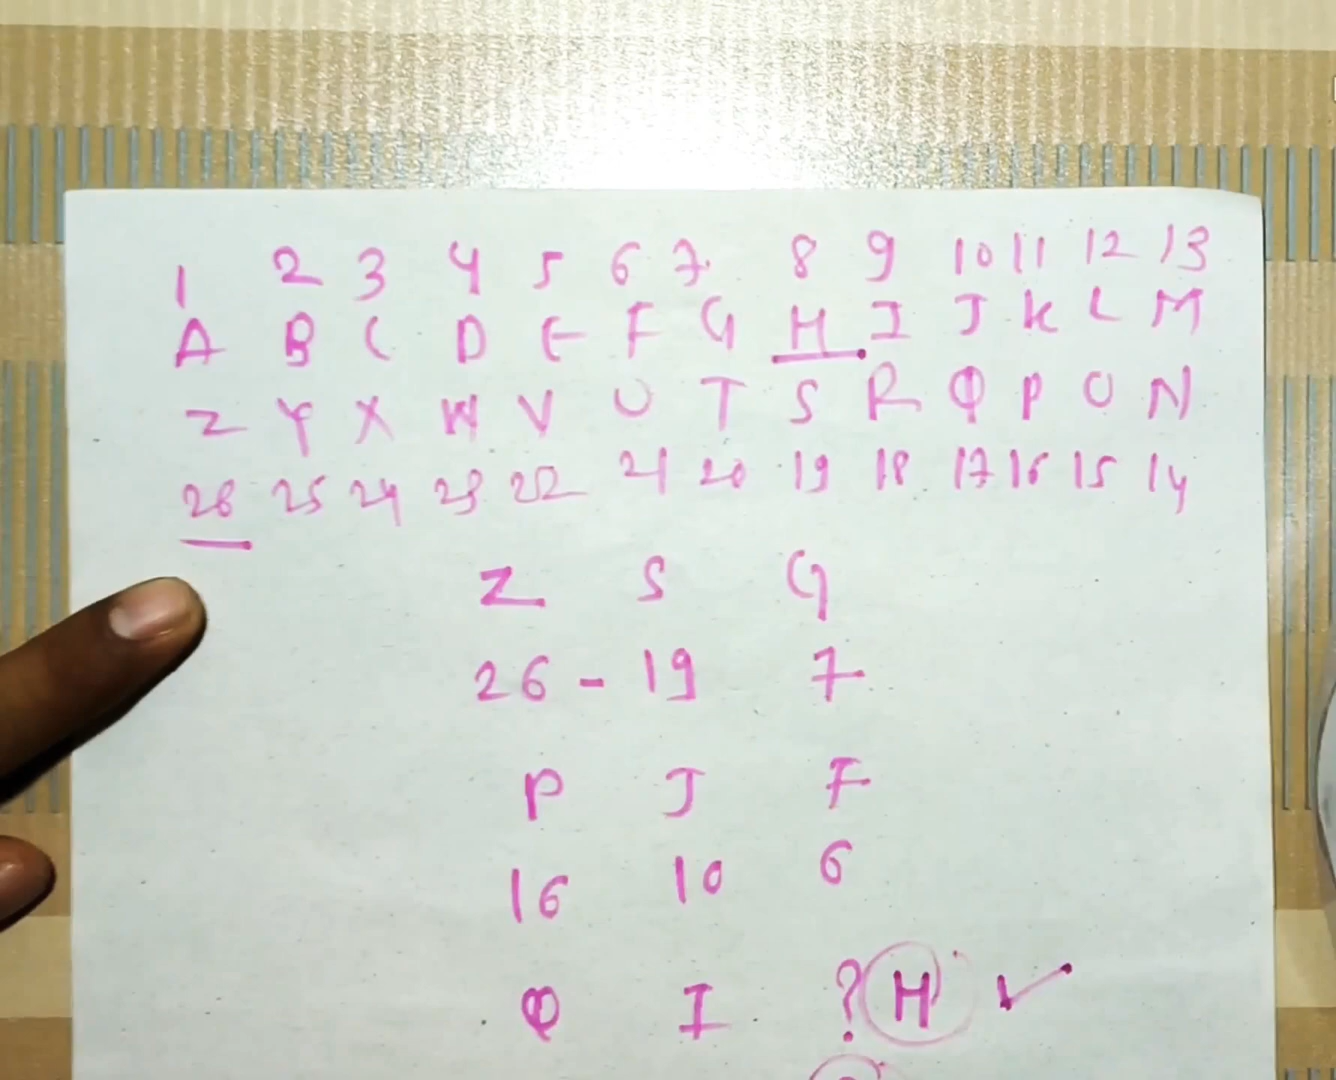 1 2 3 4 5 6 7 8 9 10 11 12 13
A B C D E F G H I J K L M
Z Y X W V U T S R Q P O N
26 25 24 23 22 21 20 19 18 17 16 15 14
Z S G
26 - 19 7
P J F
16 10 6
Q I ? H ✓